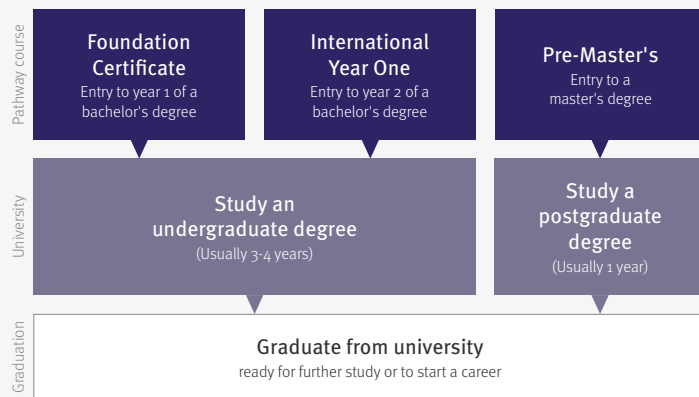 Pathway course
Foundation
Certificate
Entry to year 1 of a
bachelor's degree
International
Year One
Entry to year 2 of a
bachelor's degree
Pre-Master's
Entry to a
master's degree
University
Study an
undergraduate degree
(Usually 3-4 years)
Study a
postgraduate
degree
(Usually 1 year)
Graduation
Graduate from university
ready for further study or to start a career